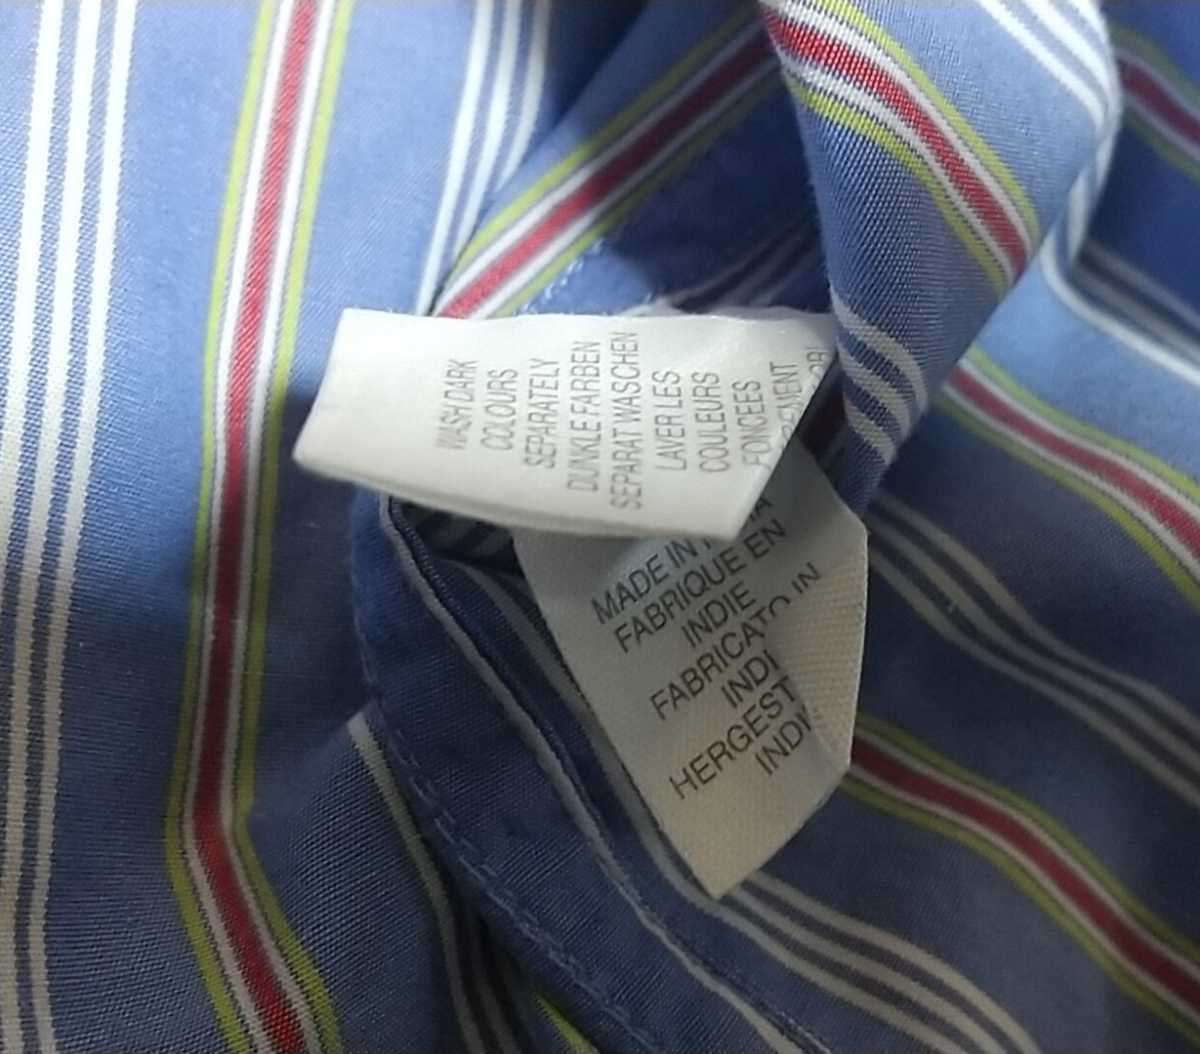 WASH DARK
COLOURS
SEPARATELY
DUNKLE FARBEN
SEPARAT WASCHEN
LAVER LES
COULEURS
FONCEES
MADE IN
FABRIQUE EN
INDIE
FABRICATO IN
INDI
HERGEST
INDI